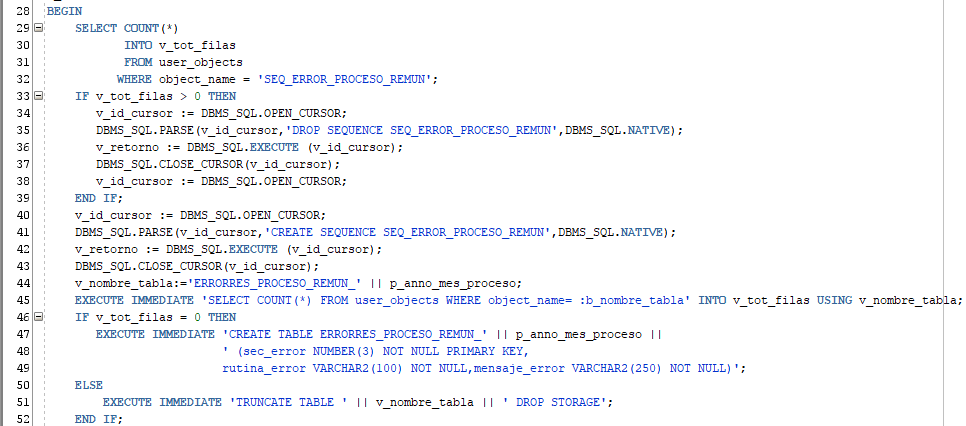 28 BEGIN
29 SELECT COUNT(*)
30 INTO v_tot_filas
31 FROM user_objects
32 WHERE object_name = 'SEQ_ERROR_PROCESO_REMUN';
33 IF v_tot_filas > 0 THEN
34 v_id_cursor := DBMS_SQL.OPEN_CURSOR;
35 DBMS_SQL.PARSE(v_id_cursor,'DROP SEQUENCE SEQ_ERROR_PROCESO_REMUN',DBMS_SQL.NATIVE);
36 v_retorno := DBMS_SQL.EXECUTE (v_id_cursor);
37 DBMS_SQL.CLOSE_CURSOR(v_id_cursor);
38 v_id_cursor := DBMS_SQL.OPEN_CURSOR;
39 END IF;
40 v_id_cursor := DBMS_SQL.OPEN_CURSOR;
41 DBMS_SQL.PARSE(v_id_cursor,'CREATE SEQUENCE SEQ_ERROR_PROCESO_REMUN',DBMS_SQL.NATIVE);
42 v_retorno := DBMS_SQL.EXECUTE (v_id_cursor);
43 DBMS_SQL.CLOSE_CURSOR(v_id_cursor);
44 v_nombre_tabla:='ERRORRES_PROCESO_REMUN_' || p_anno_mes_proceso;
45 EXECUTE IMMEDIATE 'SELECT COUNT(*) FROM user_objects WHERE object_name= :b_nombre_tabla' INTO v_tot_filas USING v_nombre_tabla;
46 IF v_tot_filas = 0 THEN
47 EXECUTE IMMEDIATE 'CREATE TABLE ERRORRES_PROCESO_REMUN_' || p_anno_mes_proceso ||
48 ' (sec_error NUMBER(3) NOT NULL PRIMARY KEY,
49 rutina_error VARCHAR2(100) NOT NULL,mensaje_error VARCHAR2(250) NOT NULL)';
50 ELSE
51 EXECUTE IMMEDIATE 'TRUNCATE TABLE ' || v_nombre_tabla || ' DROP STORAGE';
52 END IF;